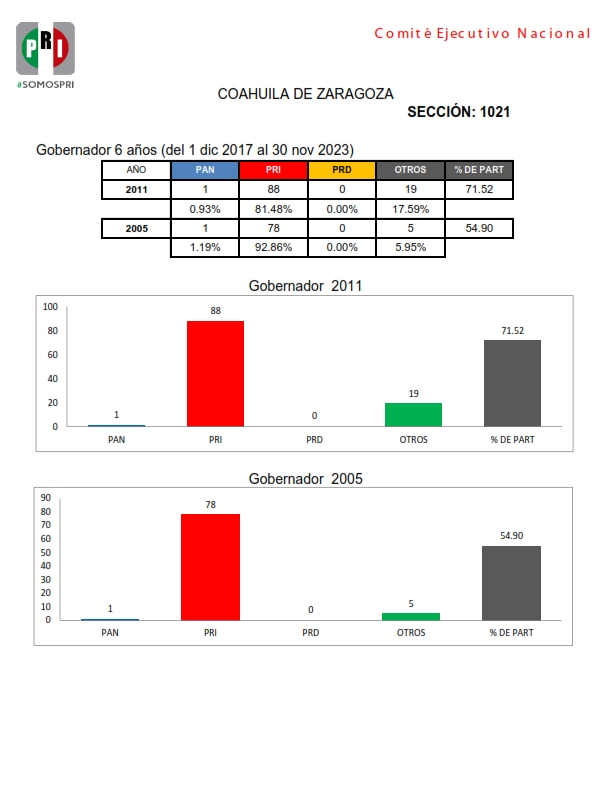 PRI
#SOMOSPRI
Comité Ejecutivo Nacional
COAHUILA DE ZARAGOZA
SECCIÓN: 1021
Gobernador 6 años (del 1 dic 2017 al 30 nov 2023)
AÑO PAN PRI PRD OTROS % DE PART
2011 1 88 0 19 71.52
0.93% 81.48% 0.00% 17.59%
2005 1 78 0 5 54.90
1.19% 92.86% 0.00% 5.95%
Gobernador 2011
100
80
60
40
20
0
1 88 0 19 71.52
PAN PRI PRD OTROS % DE PART
Gobernador 2005
90
80
70
60
50
40
30
20
10
0
1 78 0 5 54.90
PAN PRI PRD OTROS % DE PART